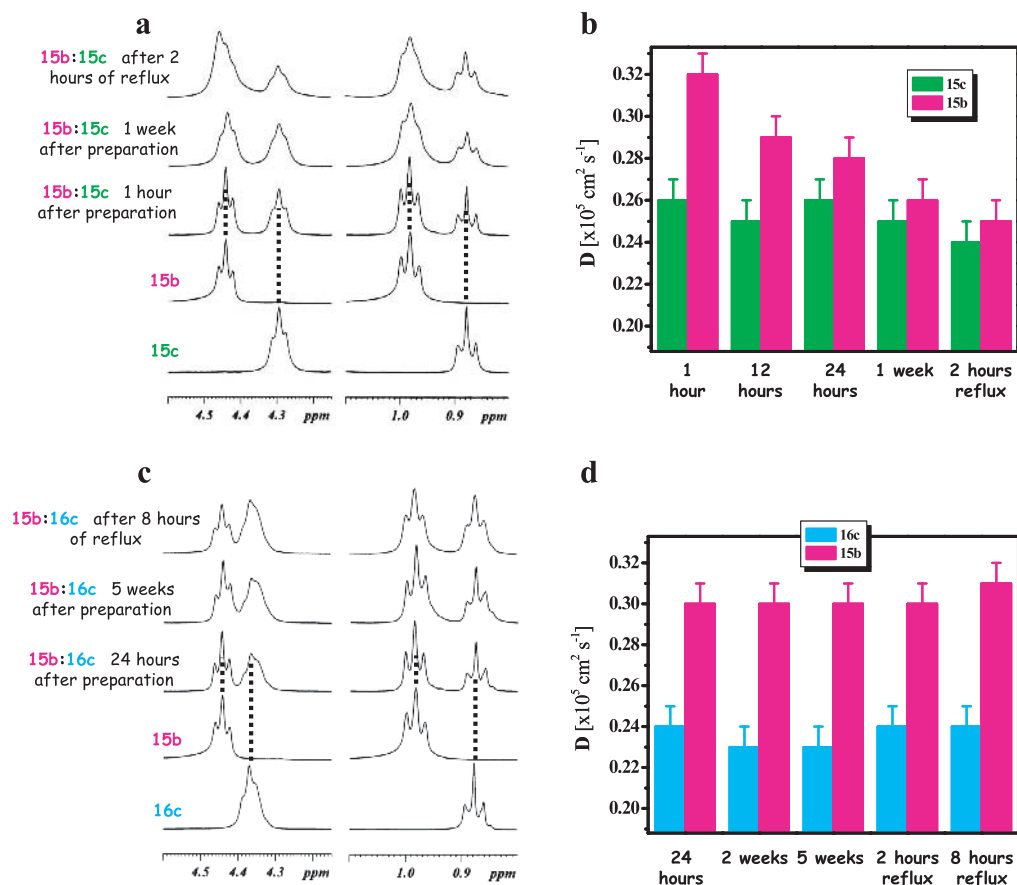 a
15b:15c after 2
hours of reflux
15b:15c 1 week
after preparation
15b:15c 1 hour
after preparation
15b
15c
4.5 4.4 4.3 ppm 1.0 0.9 ppm
b
D [x10⁵ cm² s⁻¹]
0.32
0.30
0.28
0.26
0.24
0.22
0.20
15c
15b
1 hour
12 hours
24 hours
1 week
2 hours reflux
c
15b:16c after 8 hours
of reflux
15b:16c 5 weeks
after preparation
15b:16c 24 hours
after preparation
15b
16c
4.5 4.4 4.3 ppm 1.0 0.9 ppm
d
D [x10⁵ cm² s⁻¹]
0.32
0.30
0.28
0.26
0.24
0.22
0.20
16c
15b
24 hours
2 weeks
5 weeks
2 hours reflux
8 hours reflux